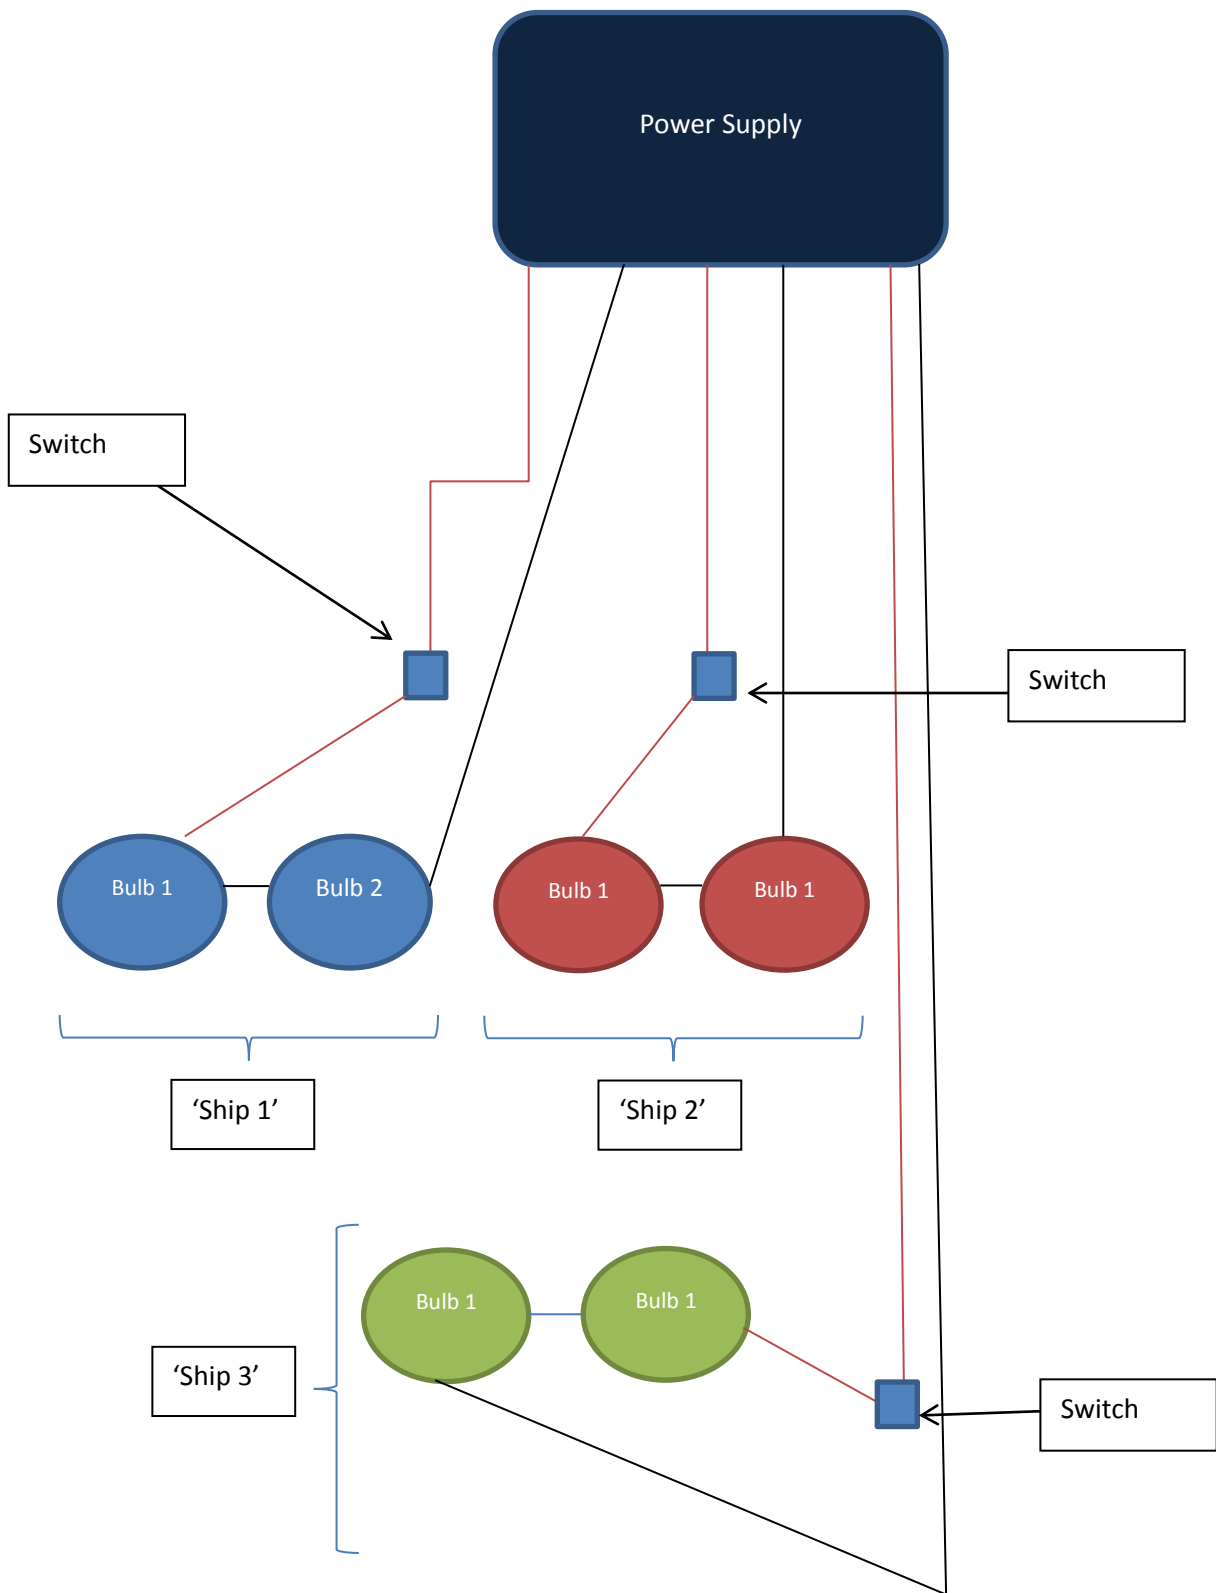 Power Supply
Switch
Switch
Bulb 1
Bulb 2
Bulb 1
Bulb 1
‘Ship 1’
‘Ship 2’
Bulb 1
Bulb 1
‘Ship 3’
Switch